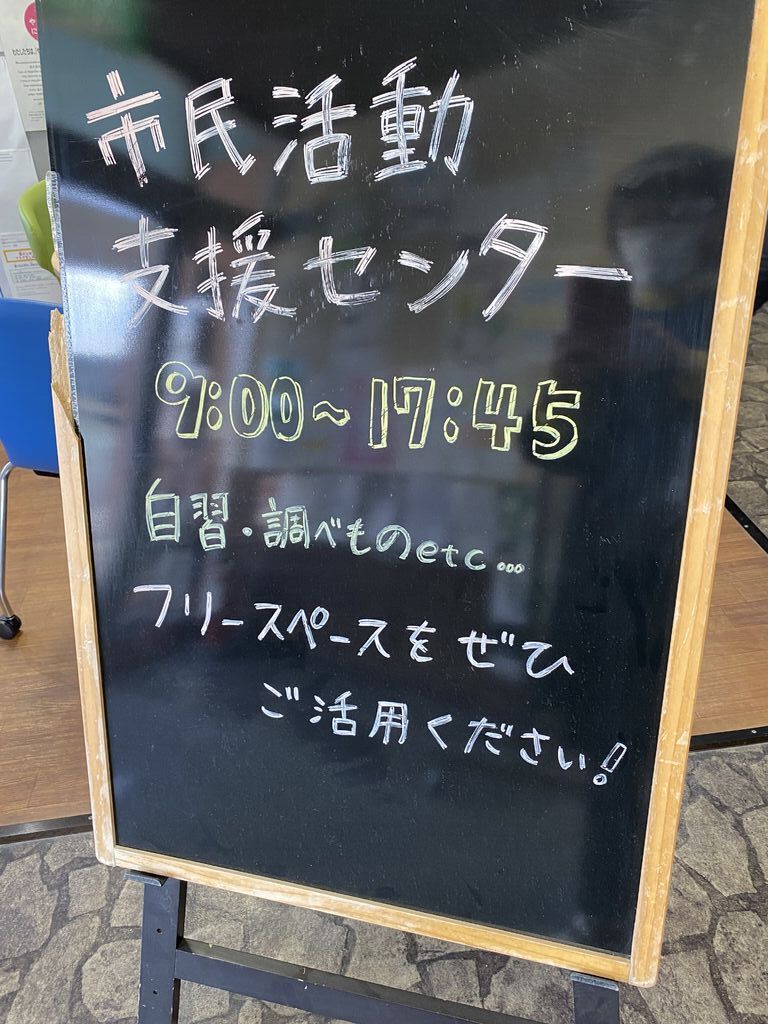 市民活動
支援センター
9:00~17:45
自習・調べものetc...
フリースペースをぜひ
ご活用ください!